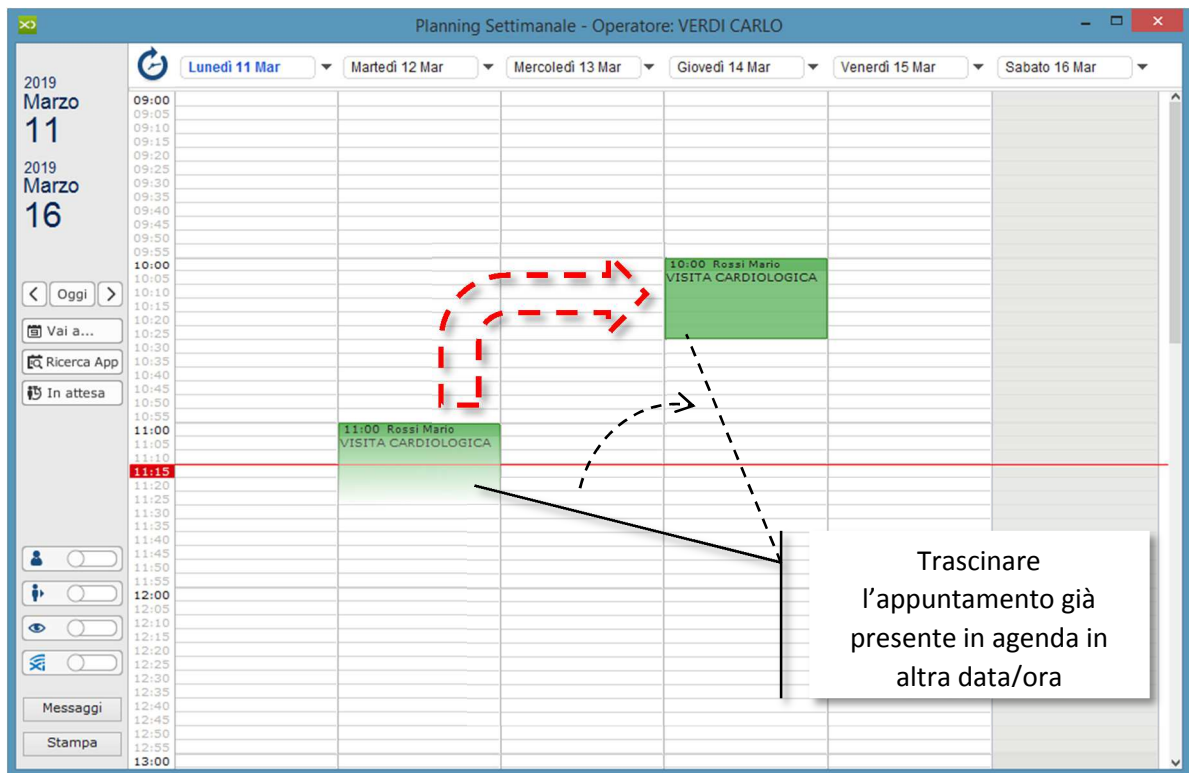 Planning Settimanale - Operatore: VERDI CARLO
Lunedì 11 Mar
Martedì 12 Mar
Mercoledì 13 Mar
Giovedì 14 Mar
Venerdì 15 Mar
Sabato 16 Mar
2019
Marzo
11
2019
Marzo
16
Oggi
Vai a...
Ricerca App
In attesa
Messaggi
Stampa
09:00
09:05
09:10
09:15
09:20
09:25
09:30
09:35
09:40
09:45
09:50
09:55
10:00
10:05
10:10
10:15
10:20
10:25
10:30
10:35
10:40
10:45
10:50
10:55
11:00
11:05
11:10
11:15
11:20
11:25
11:30
11:35
11:40
11:45
11:50
11:55
12:00
12:05
12:10
12:15
12:20
12:25
12:30
12:35
12:40
12:45
12:50
12:55
13:00
10:00 Rossi Mario
VISITA CARDIOLOGICA
11:00 Rossi Mario
VISITA CARDIOLOGICA
Trascinare
l’appuntamento già
presente in agenda in
altra data/ora